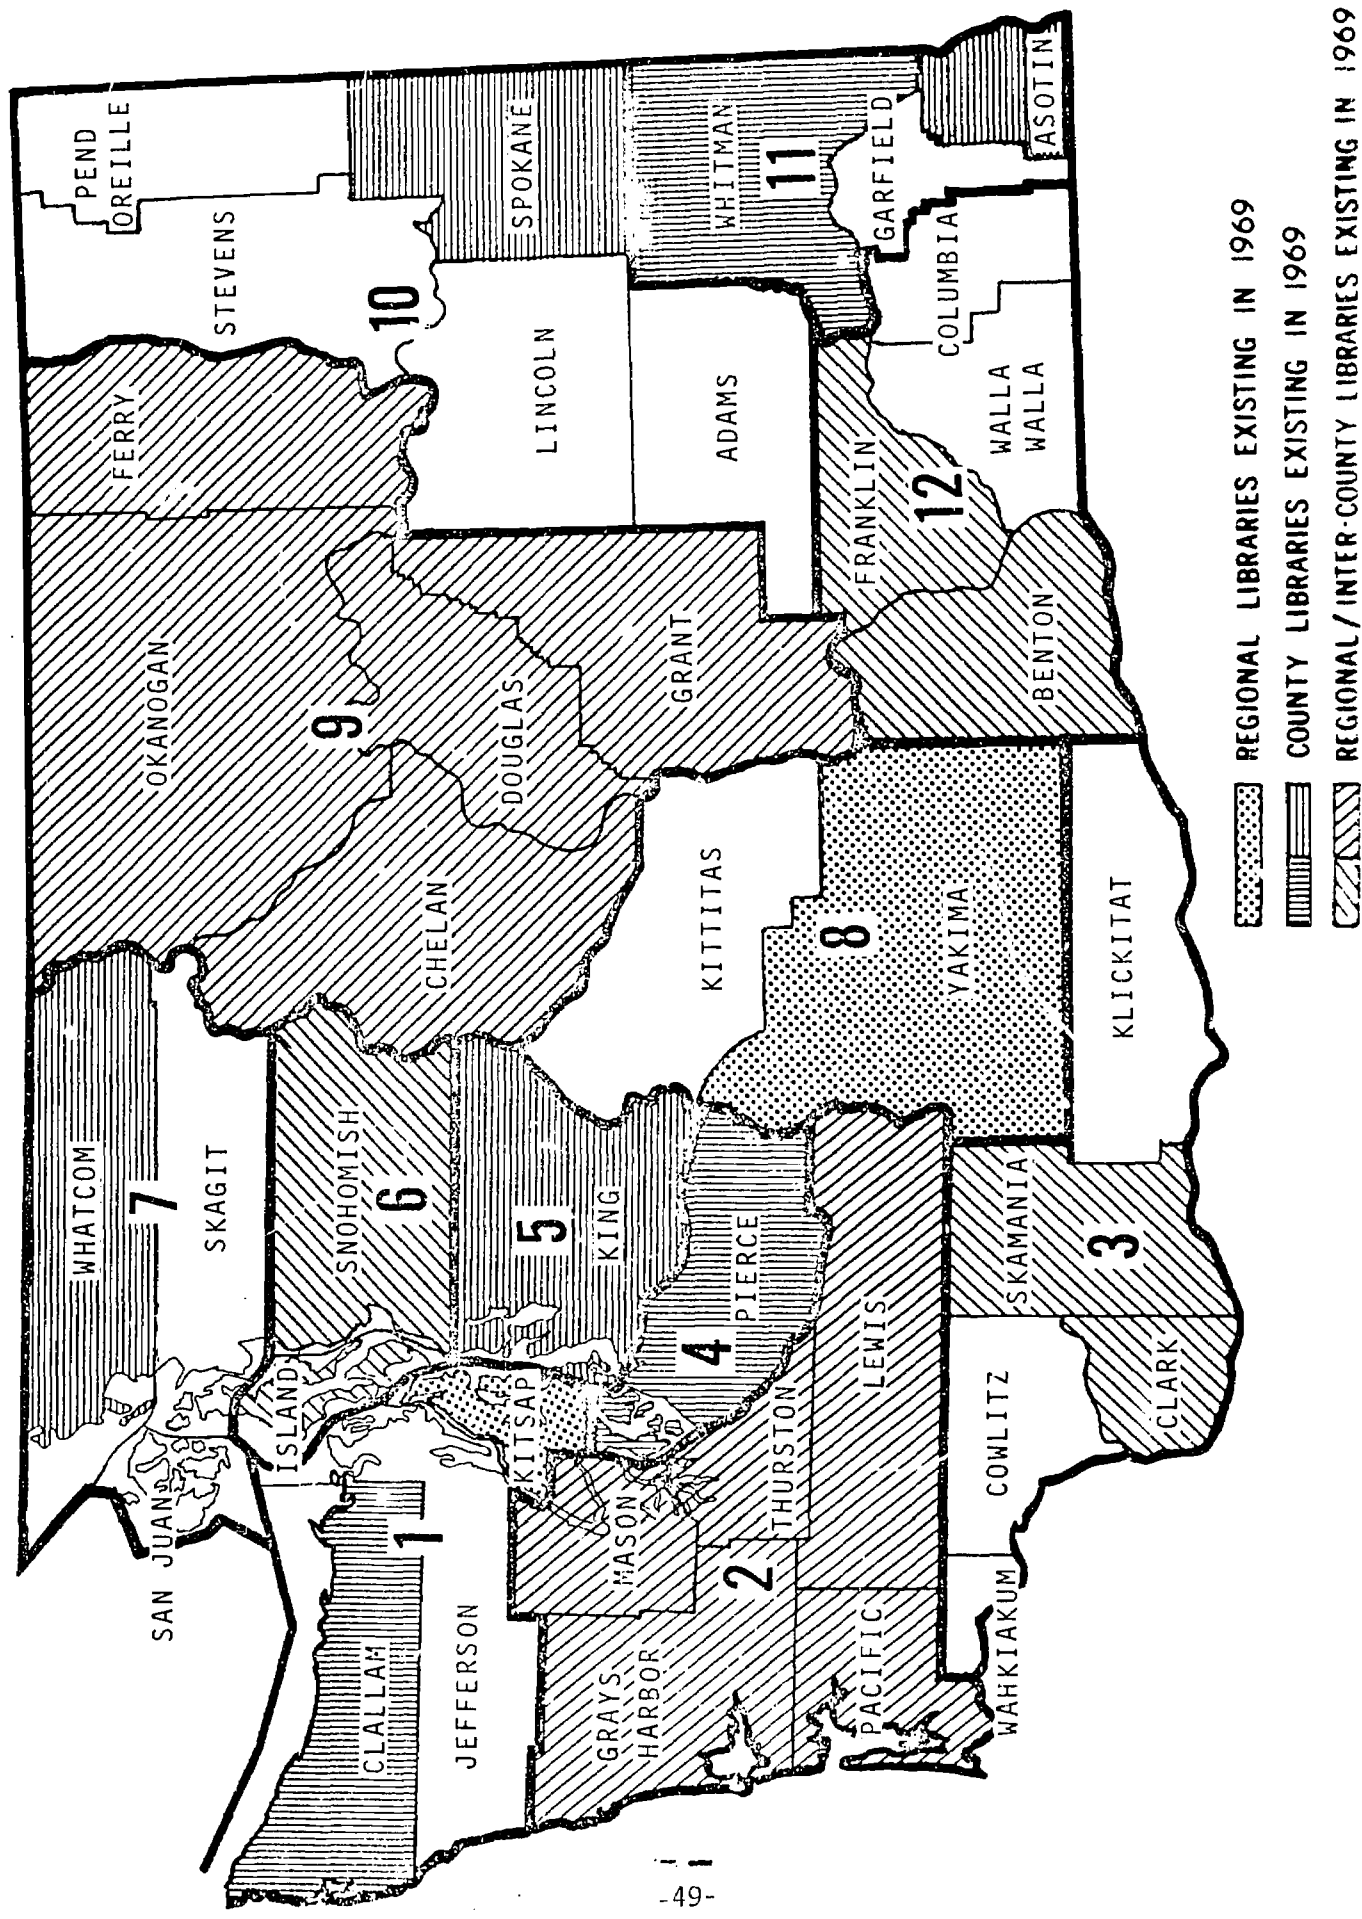 WHATCOM
7
SKAGIT
SAN JUAN
ISLAND
SNOHOMISH
6
CLALLAM
1
JEFFERSON
KITSAP
5
KING
MASON
GRAYS
HARBOR
2
THURSTON
4
PIERCE
PACIFIC
LEWIS
WAHKIAKUM
COWLITZ
CLARK
SKAMANIA
3
OKANOGAN
9
CHELAN
DOUGLAS
GRANT
KITTITAS
8
YAKIMA
KLICKITAT
FERRY
STEVENS
PEND
OREILLE
10
LINCOLN
SPOKANE
ADAMS
WHITMAN
11
FRANKLIN
12
BENTON
WALLA
WALLA
COLUMBIA
GARFIELD
ASOTIN
REGIONAL LIBRARIES EXISTING IN 1969
COUNTY LIBRARIES EXISTING IN 1969
REGIONAL/INTER-COUNTY LIBRARIES EXISTING IN 1969
-49-